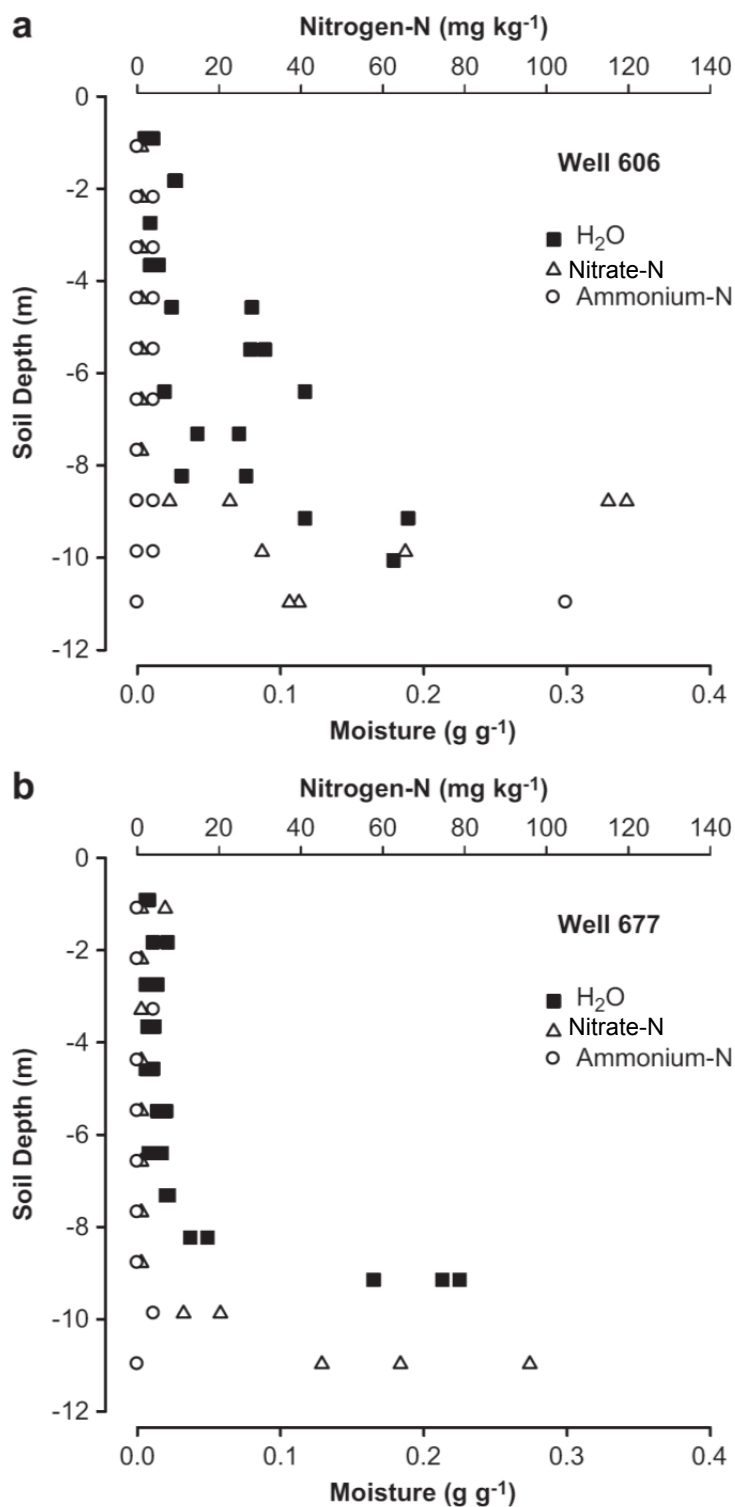 a
Nitrogen-N (mg kg⁻¹)
0 20 40 60 80 100 120 140
0
-2
-4
-6
-8
-10
-12
Soil Depth (m)
Well 606
H₂O
Nitrate-N
Ammonium-N
0.0 0.1 0.2 0.3 0.4
Moisture (g g⁻¹)
b
Nitrogen-N (mg kg⁻¹)
0 20 40 60 80 100 120 140
0
-2
-4
-6
-8
-10
-12
Soil Depth (m)
Well 677
H₂O
Nitrate-N
Ammonium-N
0.0 0.1 0.2 0.3 0.4
Moisture (g g⁻¹)